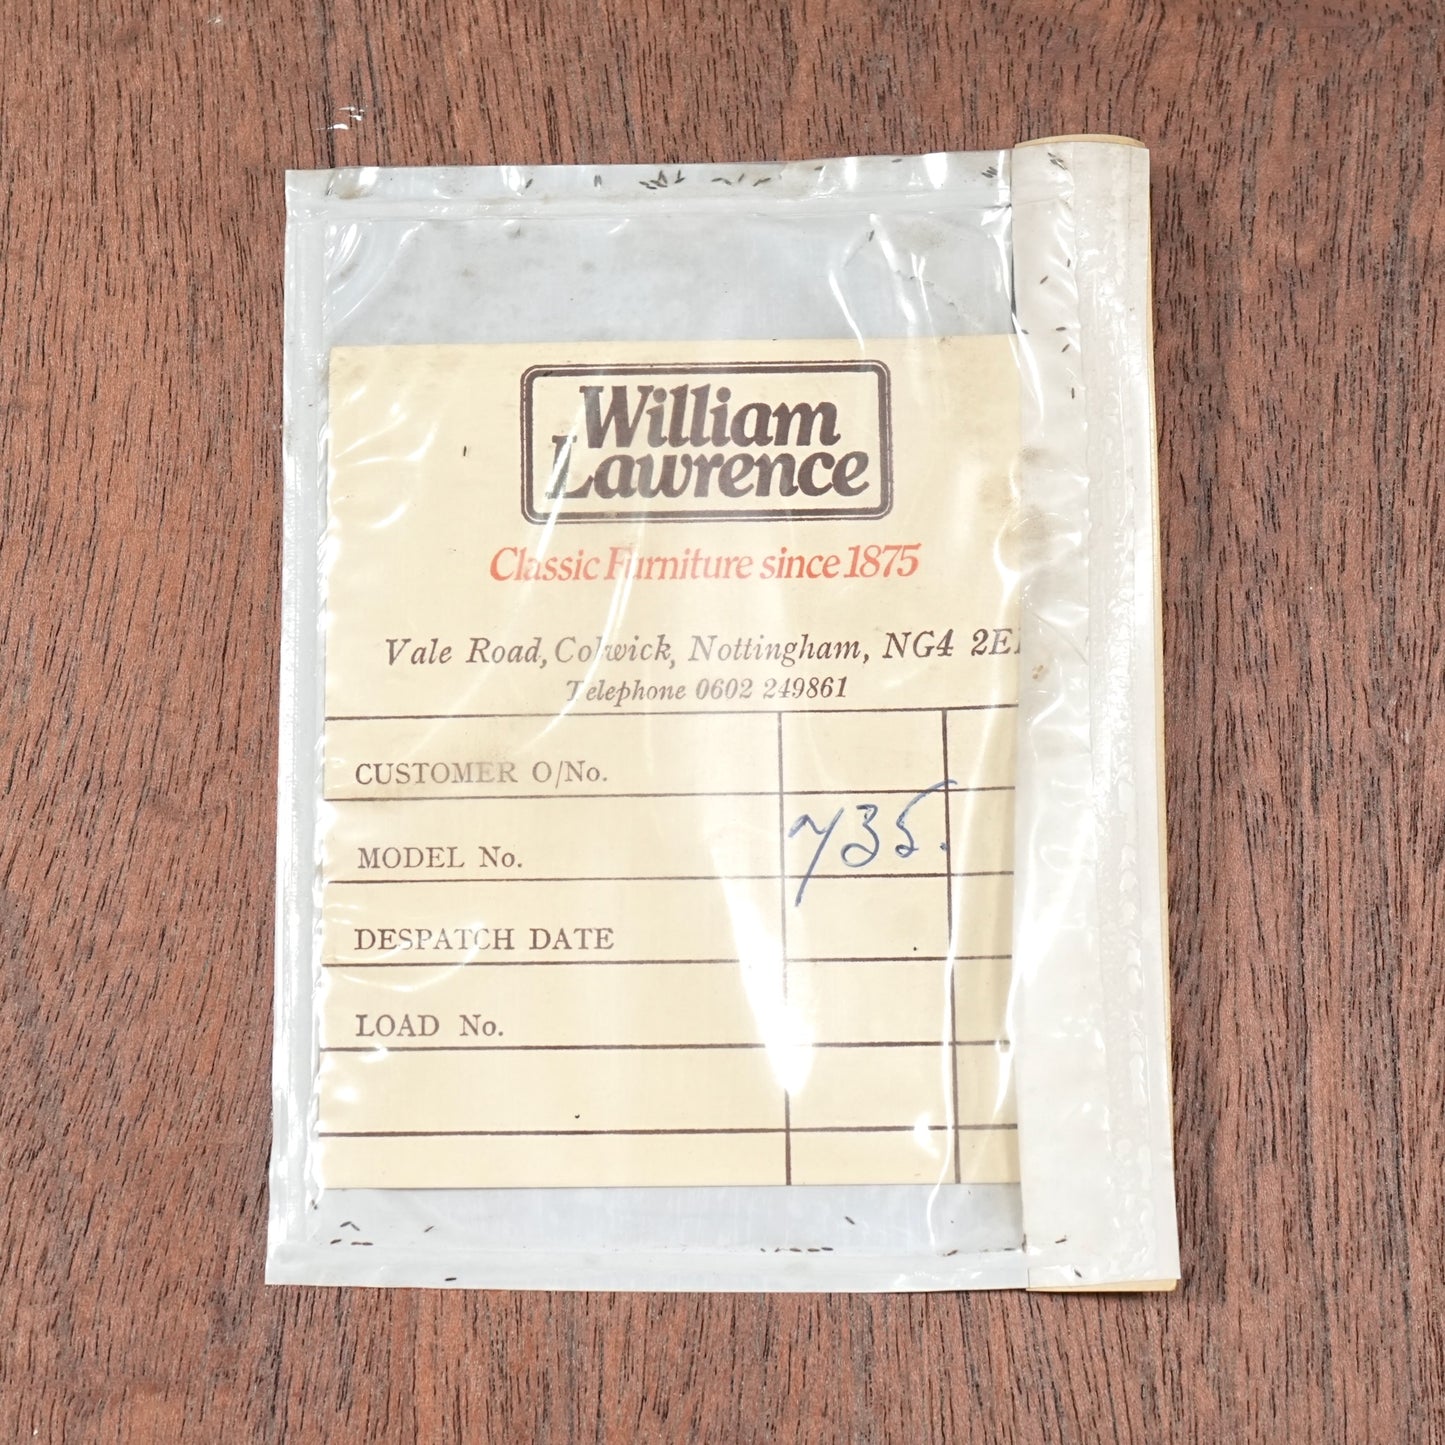 William
Lawrence
Classic Furniture since 1875
Vale Road, Colwick, Nottingham, NG4
Telephone 0602 249861
CUSTOMER O/No.
MODEL No. 735.
DESPATCH DATE
LOAD No.